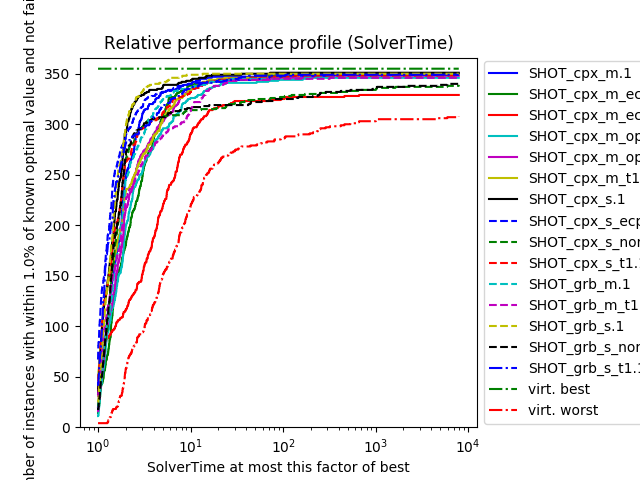 Relative performance profile (SolverTime)
of instances with within 1.0% of known optimal value and not
350
300
250
200
150
100
50
0
10^0
10^1
10^2
10^3
10^4
SolverTime at most this factor of best
SHOT_cpx_m.1
SHOT_cpx_m_ec
SHOT_cpx_m_ec
SHOT_cpx_m_op
SHOT_cpx_m_op
SHOT_cpx_m_t1
SHOT_cpx_s.1
SHOT_cpx_s_ecp
SHOT_cpx_s_nor
SHOT_cpx_s_t1.
SHOT_grb_m.1
SHOT_grb_m_t1
SHOT_grb_s.1
SHOT_grb_s_nor
SHOT_grb_s_t1.1
virt. best
virt. worst